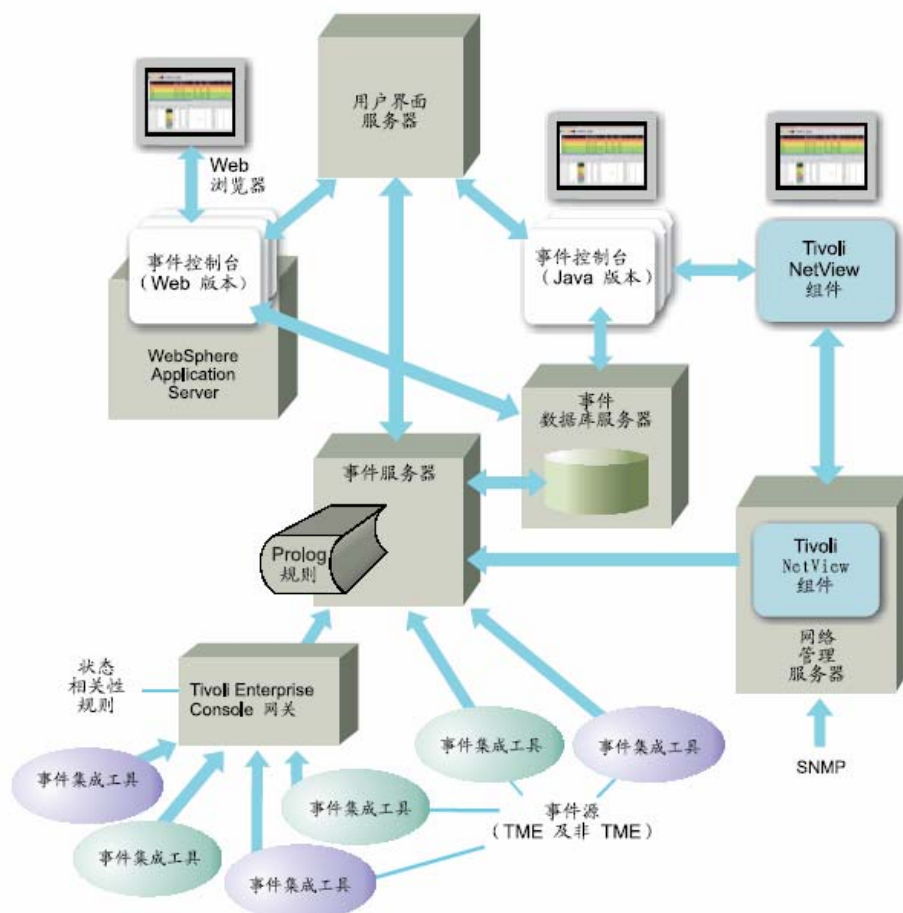 用户界面
服务器
Web
浏览器
事件控制台
（Web 版本）
WebSphere
Application
Server
事件控制台
（Java 版本）
Tivoli
NetView
组件
事件
数据库服务器
事件服务器
Prolog
规则
Tivoli
NetView
组件
网络
管理
服务器
SNMP
状态
相关性
规则
Tivoli Enterprise
Console 网关
事件集成工具
事件集成工具
事件集成工具
事件集成工具
事件集成工具
事件集成工具
事件源
（TME 及非 TME）